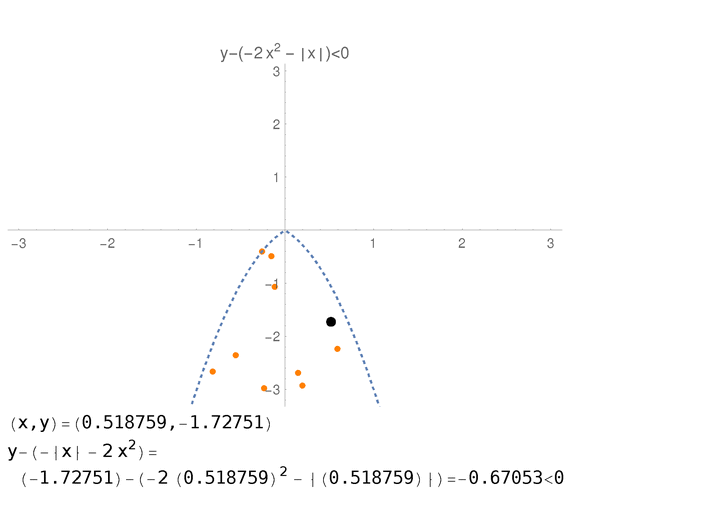 y−(−2 x² − |x|)<0
3
2
1
−3 −2 −1 1 2 3
−1
−2
−3
(x,y)=(0.518759,−1.72751)
y−(−|x| − 2 x²)=
(−1.72751)−(−2 (0.518759)² − |(0.518759)|)=−0.67053<0